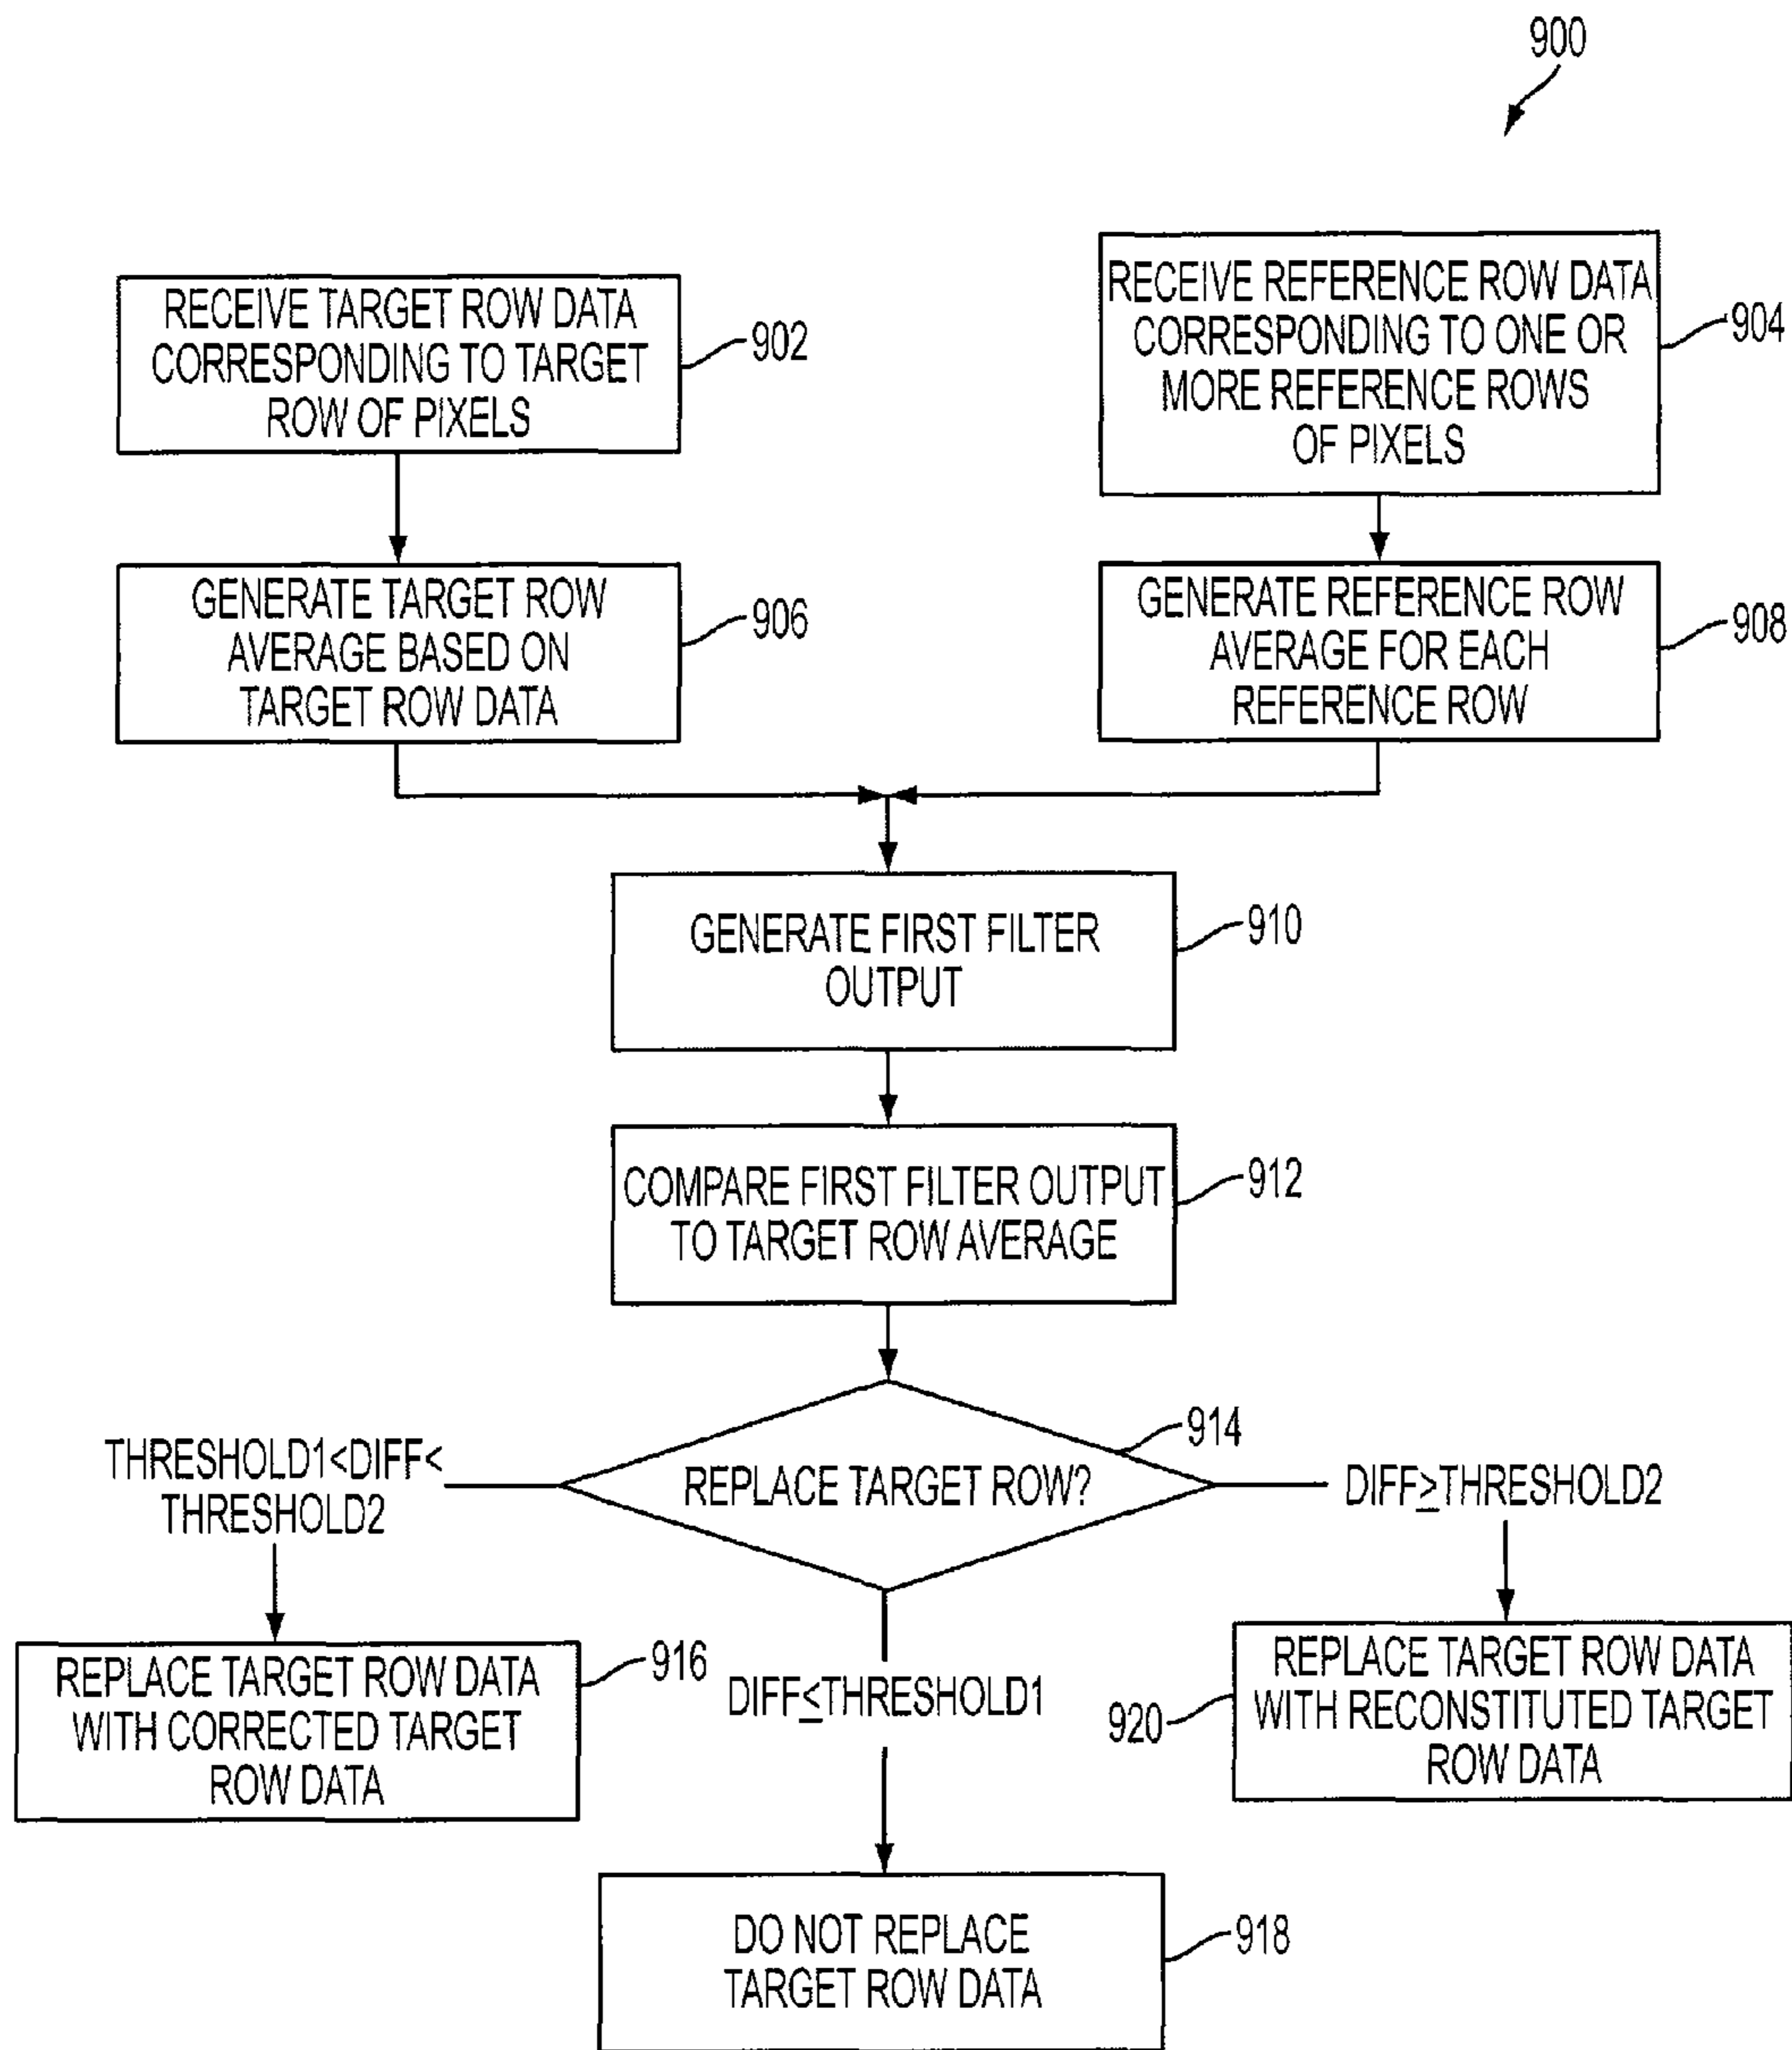 900
RECEIVE TARGET ROW DATA
CORRESPONDING TO TARGET
ROW OF PIXELS
902
RECEIVE REFERENCE ROW DATA
CORRESPONDING TO ONE OR
MORE REFERENCE ROWS
OF PIXELS
904
GENERATE TARGET ROW
AVERAGE BASED ON
TARGET ROW DATA
906
GENERATE REFERENCE ROW
AVERAGE FOR EACH
REFERENCE ROW
908
GENERATE FIRST FILTER
OUTPUT
910
COMPARE FIRST FILTER OUTPUT
TO TARGET ROW AVERAGE
912
REPLACE TARGET ROW?
914
THRESHOLD1<DIFF<
THRESHOLD2
DIFF≥THRESHOLD2
REPLACE TARGET ROW DATA
WITH CORRECTED TARGET
ROW DATA
916
DIFF≤THRESHOLD1
REPLACE TARGET ROW DATA
WITH RECONSTITUTED TARGET
ROW DATA
920
DO NOT REPLACE
TARGET ROW DATA
918